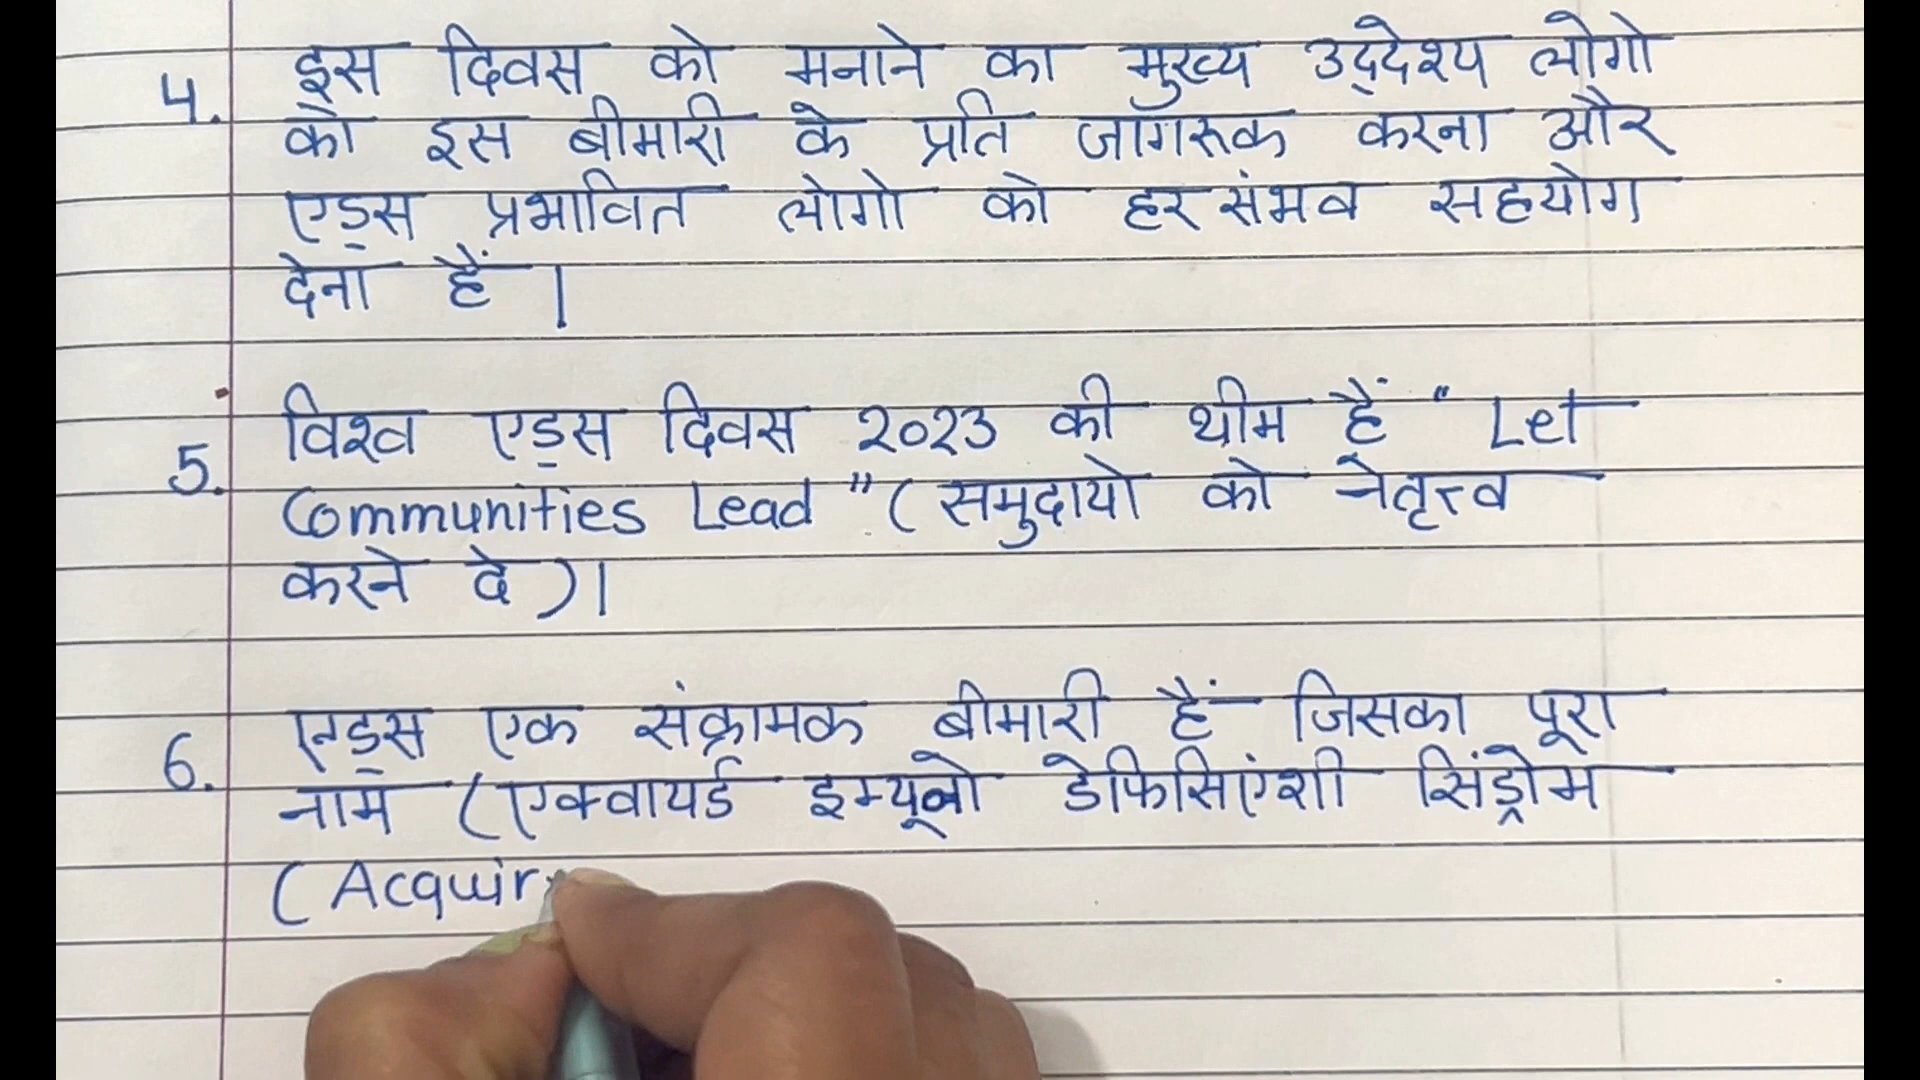 4. इस दिवस को मनाने का मुख्य उद्देश्य लोगो
को इस बीमारी के प्रति जागरूक करना और
एड्स प्रभावित लोगो को हर संभव सहयोग
देना हैं |
5. विश्व एड्स दिवस २०२३ की थीम हैं " Let
Communities Lead " ( समुदायो को नेतृत्व
करने दे ) |
6. एड्स एक संक्रामक बीमारी हैं जिसका पूरा
नाम ( एक्वायर्ड इम्यूनो डेफिसिएंशी सिंड्रोम
( Acquir